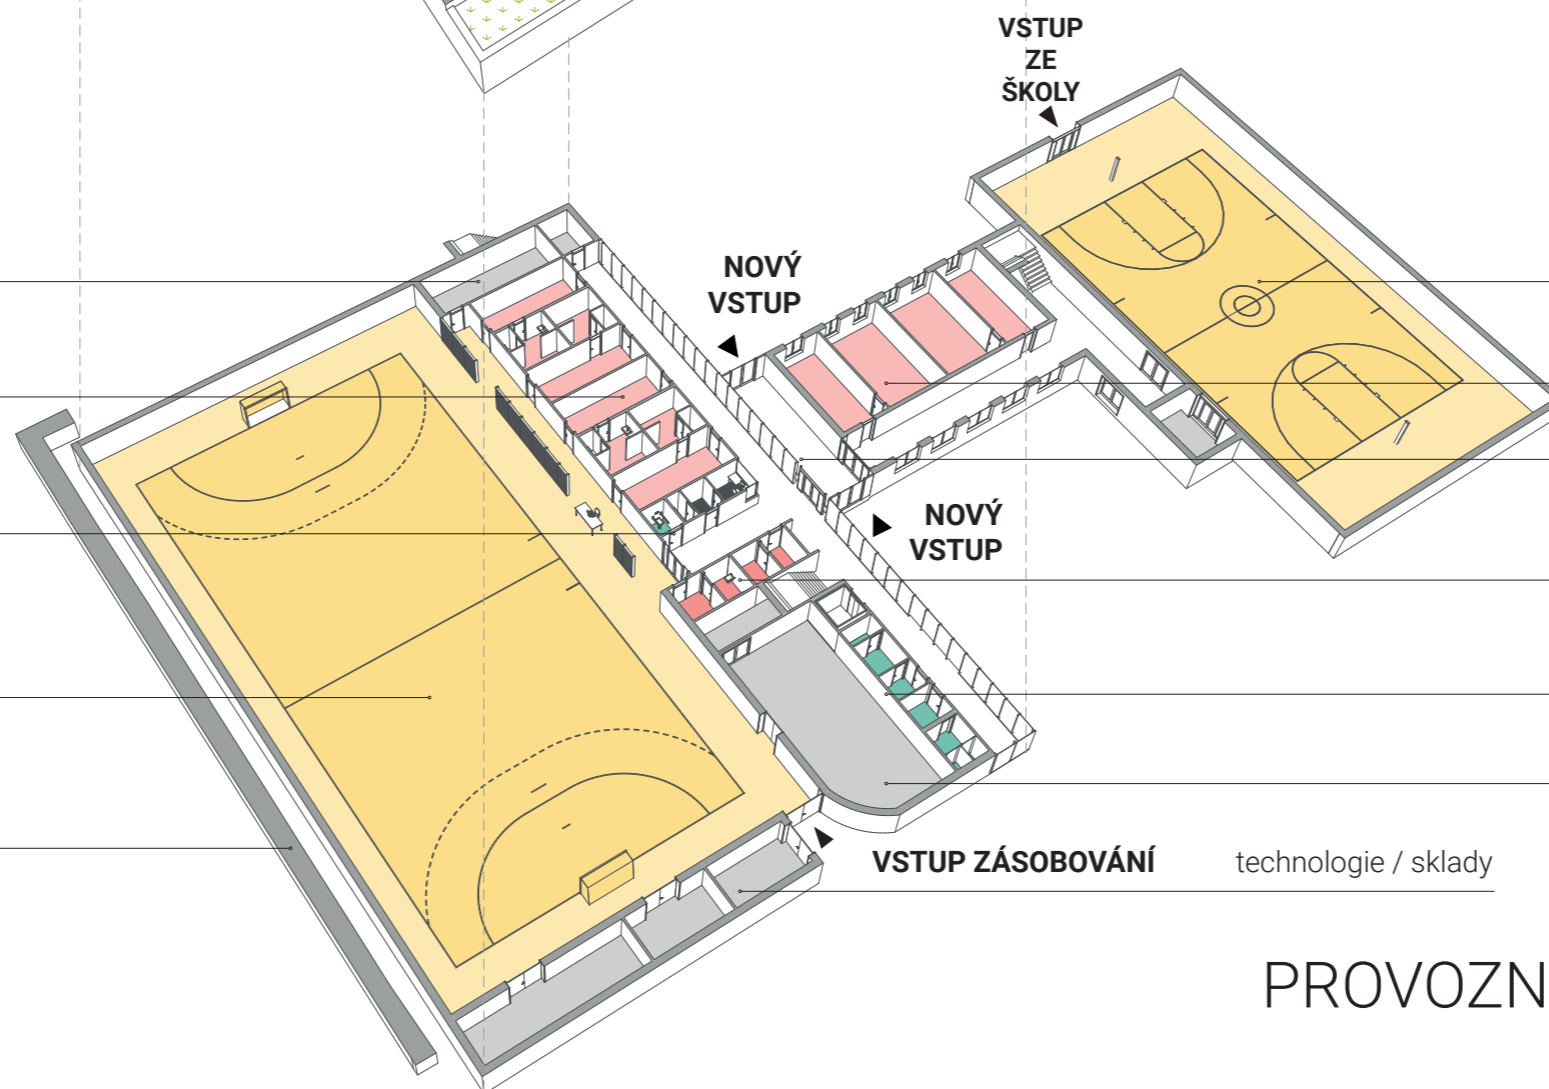 VSTUP
ZE
ŠKOLY
NOVÝ
VSTUP
NOVÝ
VSTUP
VSTUP ZÁSOBOVÁNÍ
technologie / sklady
PROVOZN